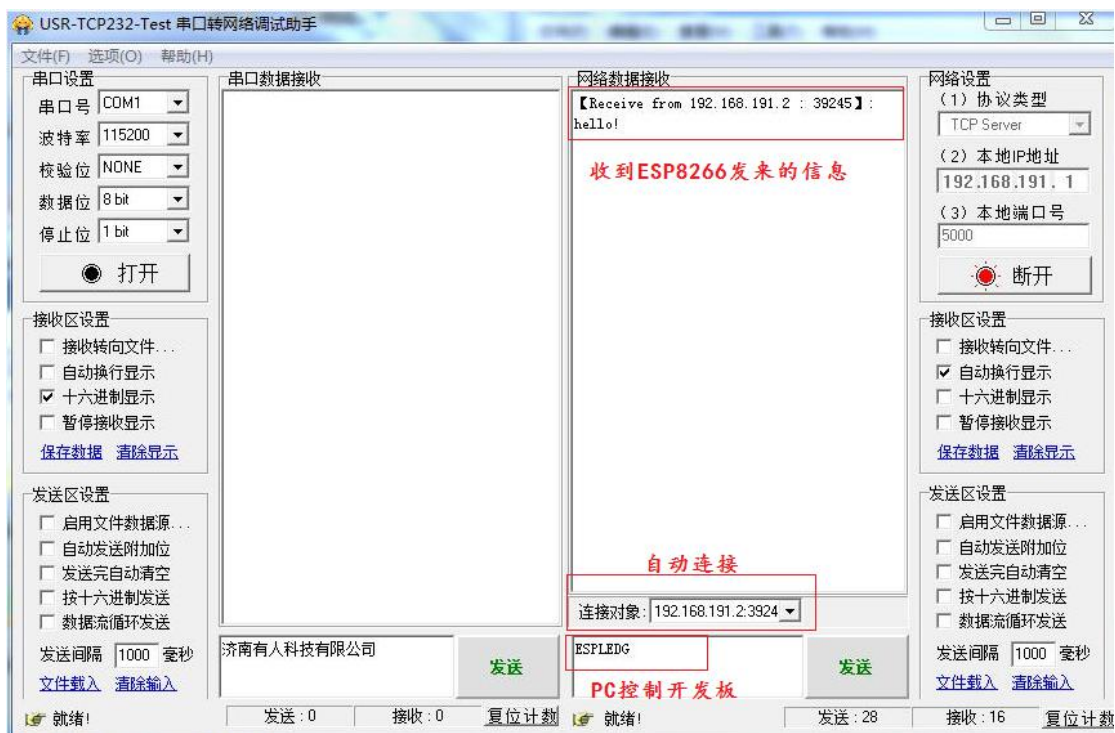 USR-TCP232-Test 串口转网络调试助手
文件(F) 选项(O) 帮助(H)
串口设置
串口号 COM1
波特率 115200
校验位 NONE
数据位 8 bit
停止位 1 bit
打开
接收区设置
接收转向文件...
自动换行显示
十六进制显示
暂停接收显示
保存数据 清除显示
发送区设置
启用文件数据源...
自动发送附加位
发送完自动清空
按十六进制发送
数据流循环发送
发送间隔 1000 毫秒
文件载入 清除输入
就绪!
串口数据接收
济南有人科技有限公司
发送
发送 : 0
接收 : 0
复位计数
网络数据接收
【Receive from 192.168.191.2 : 39245】:
hello!
收到ESP8266发来的信息
自动连接
连接对象: 192.168.191.2:3924
ESPLEDG
发送
PC控制开发板
就绪!
发送 : 28
接收 : 16
复位计数
网络设置
(1) 协议类型
TCP Server
(2) 本地IP地址
192.168.191. 1
(3) 本地端口号
5000
断开
接收区设置
接收转向文件...
自动换行显示
十六进制显示
暂停接收显示
保存数据 清除显示
发送区设置
启用文件数据源...
自动发送附加位
发送完自动清空
按十六进制发送
数据流循环发送
发送间隔 1000 毫秒
文件载入 清除输入